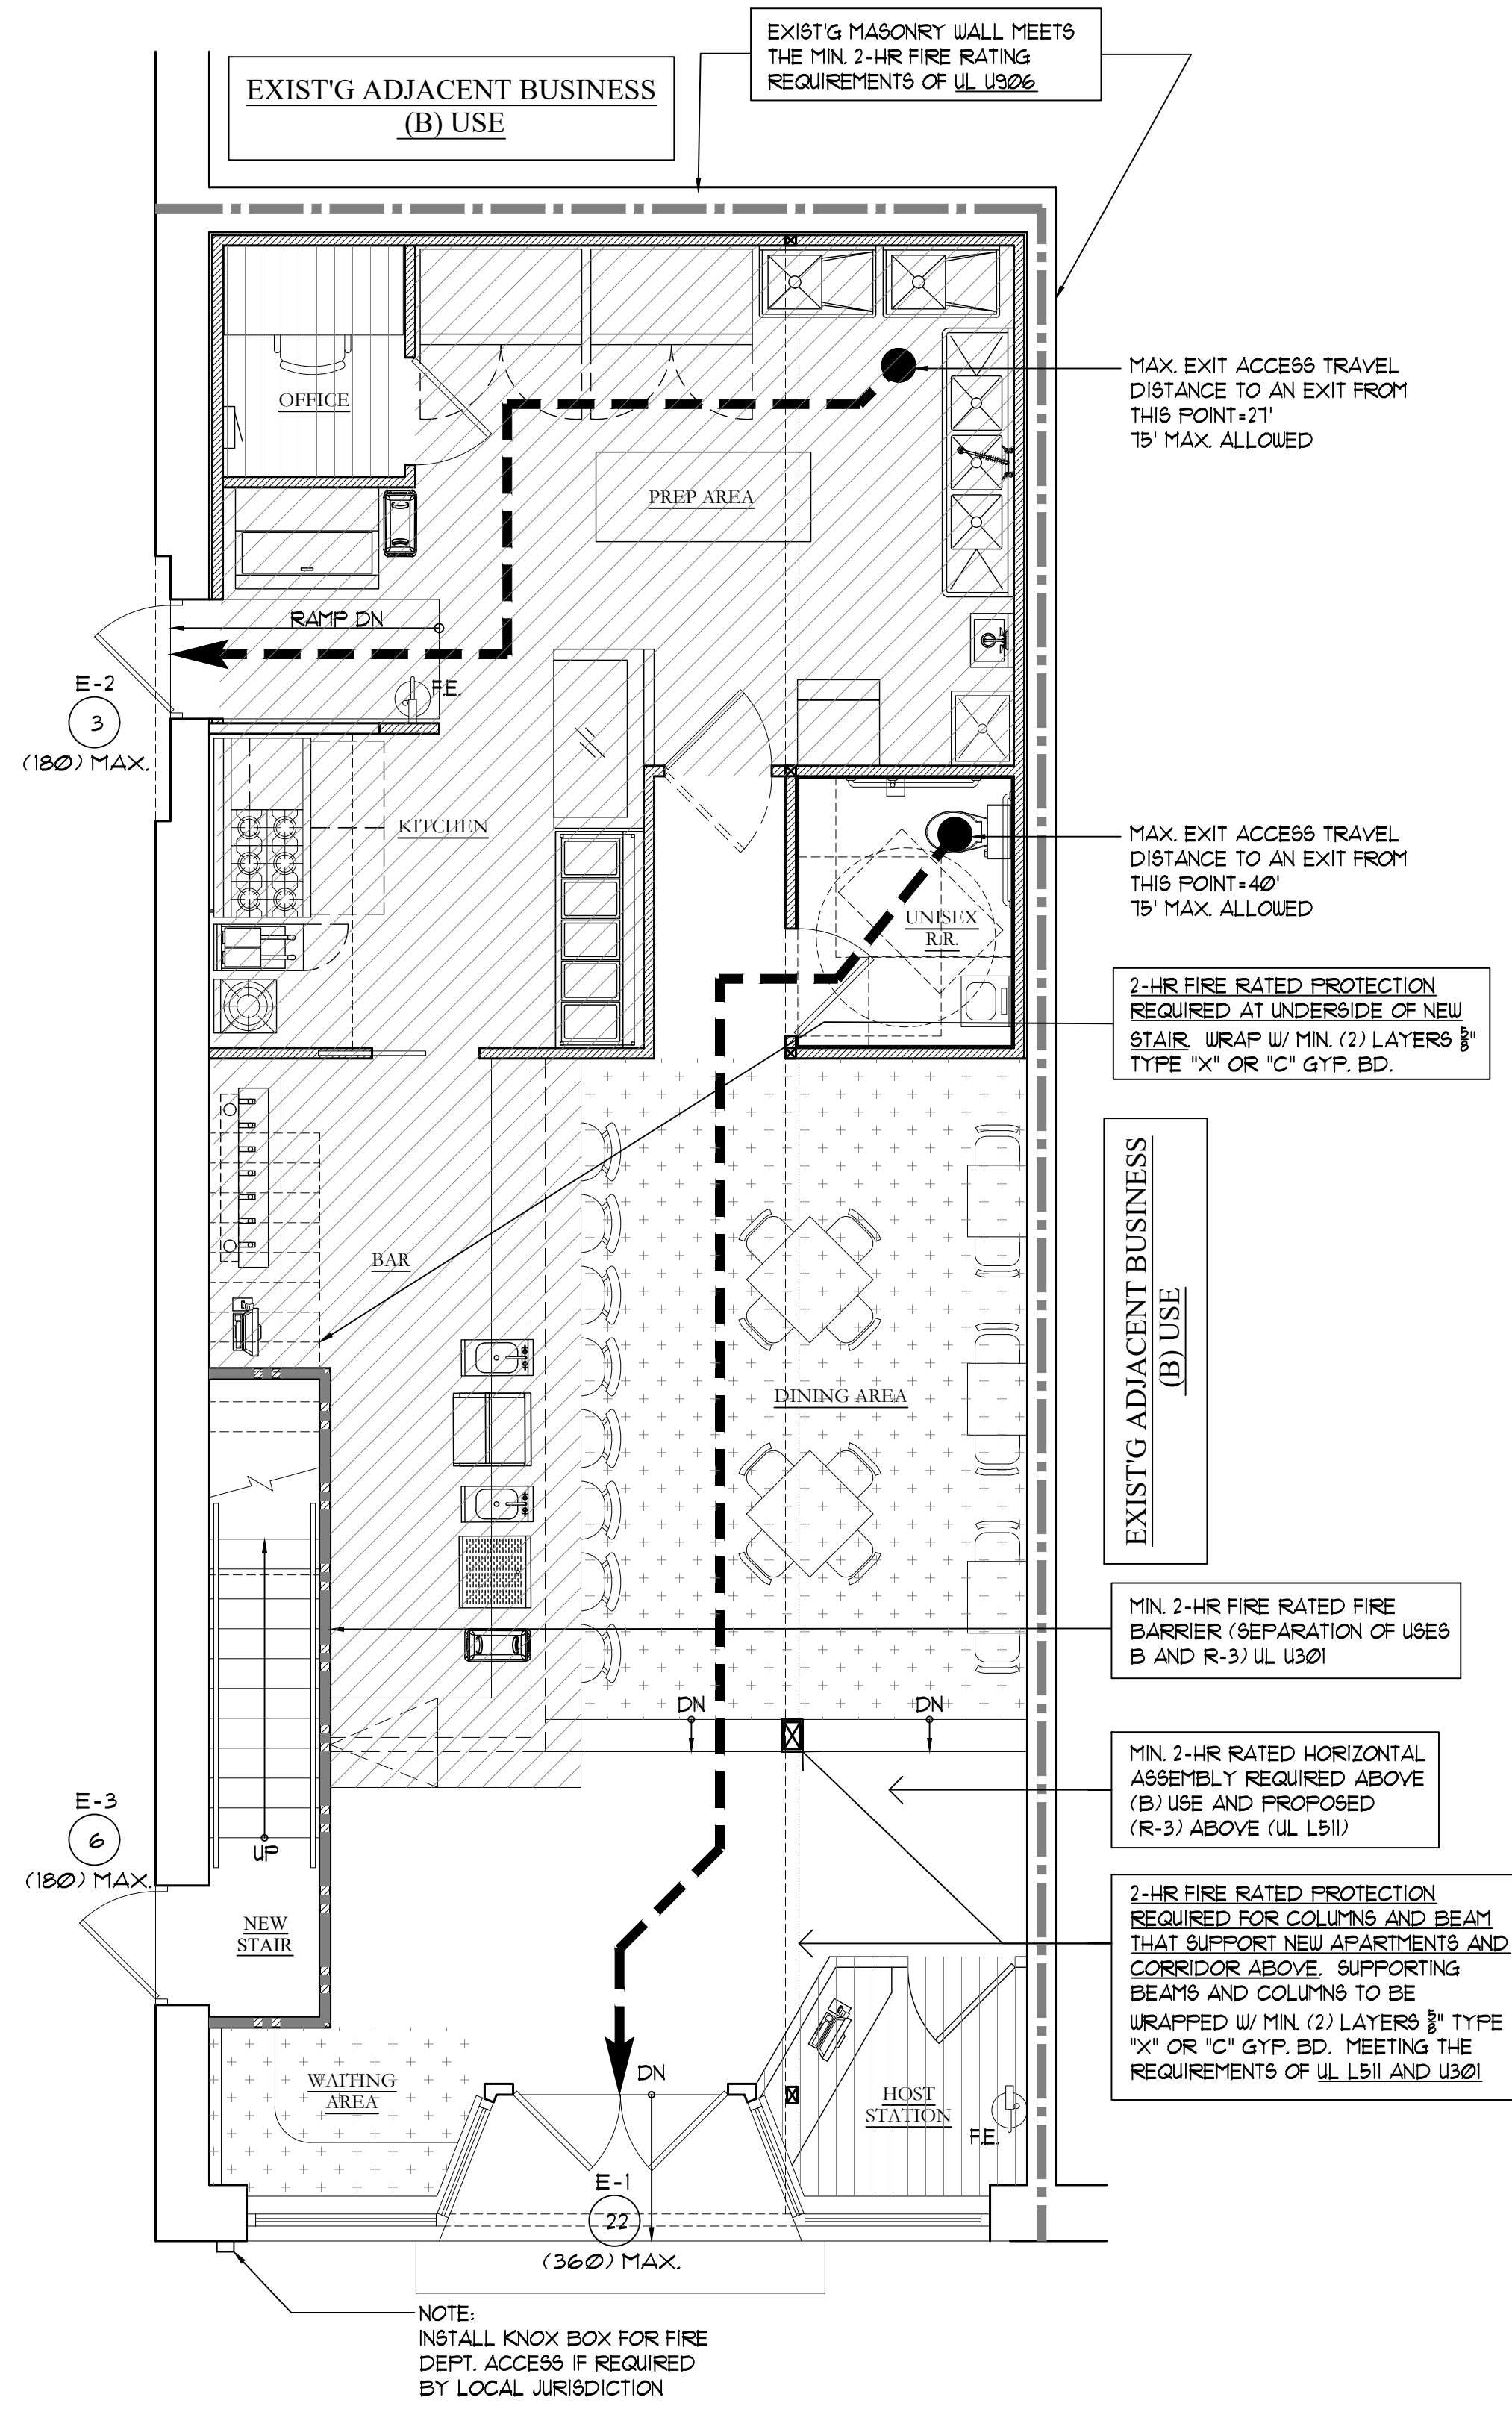 EXIST'G MASONRY WALL MEETS
THE MIN. 2-HR FIRE RATING
REQUIREMENTS OF UL U906
EXIST'G ADJACENT BUSINESS
(B) USE
OFFICE
MAX. EXIT ACCESS TRAVEL
DISTANCE TO AN EXIT FROM
THIS POINT=27'
75' MAX. ALLOWED
PREP AREA
RAMP DN
F.E.
E-2
3
(180) MAX.
KITCHEN
MAX. EXIT ACCESS TRAVEL
DISTANCE TO AN EXIT FROM
THIS POINT=40'
75' MAX. ALLOWED
UNISEX
R.R.
2-HR FIRE RATED PROTECTION
REQUIRED AT UNDERSIDE OF NEW
STAIR. WRAP W/ MIN. (2) LAYERS 5/8"
TYPE "X" OR "C" GYP. BD.
EXIST'G ADJACENT BUSINESS
(B) USE
BAR
DINING AREA
MIN. 2-HR FIRE RATED FIRE
BARRIER (SEPARATION OF USES
B AND R-3) UL U301
DN
DN
MIN. 2-HR RATED HORIZONTAL
ASSEMBLY REQUIRED ABOVE
(B) USE AND PROPOSED
(R-3) ABOVE (UL L511)
E-3
6
(180) MAX.
UP
NEW
STAIR
2-HR FIRE RATED PROTECTION
REQUIRED FOR COLUMNS AND BEAM
THAT SUPPORT NEW APARTMENTS AND
CORRIDOR ABOVE. SUPPORTING
BEAMS AND COLUMNS TO BE
WRAPPED W/ MIN. (2) LAYERS 5/8" TYPE
"X" OR "C" GYP. BD. MEETING THE
REQUIREMENTS OF UL L511 AND U301
WAITING
AREA
DN
HOST
STATION
F.E.
E-1
22
(360) MAX.
NOTE:
INSTALL KNOX BOX FOR FIRE
DEPT. ACCESS IF REQUIRED
BY LOCAL JURISDICTION